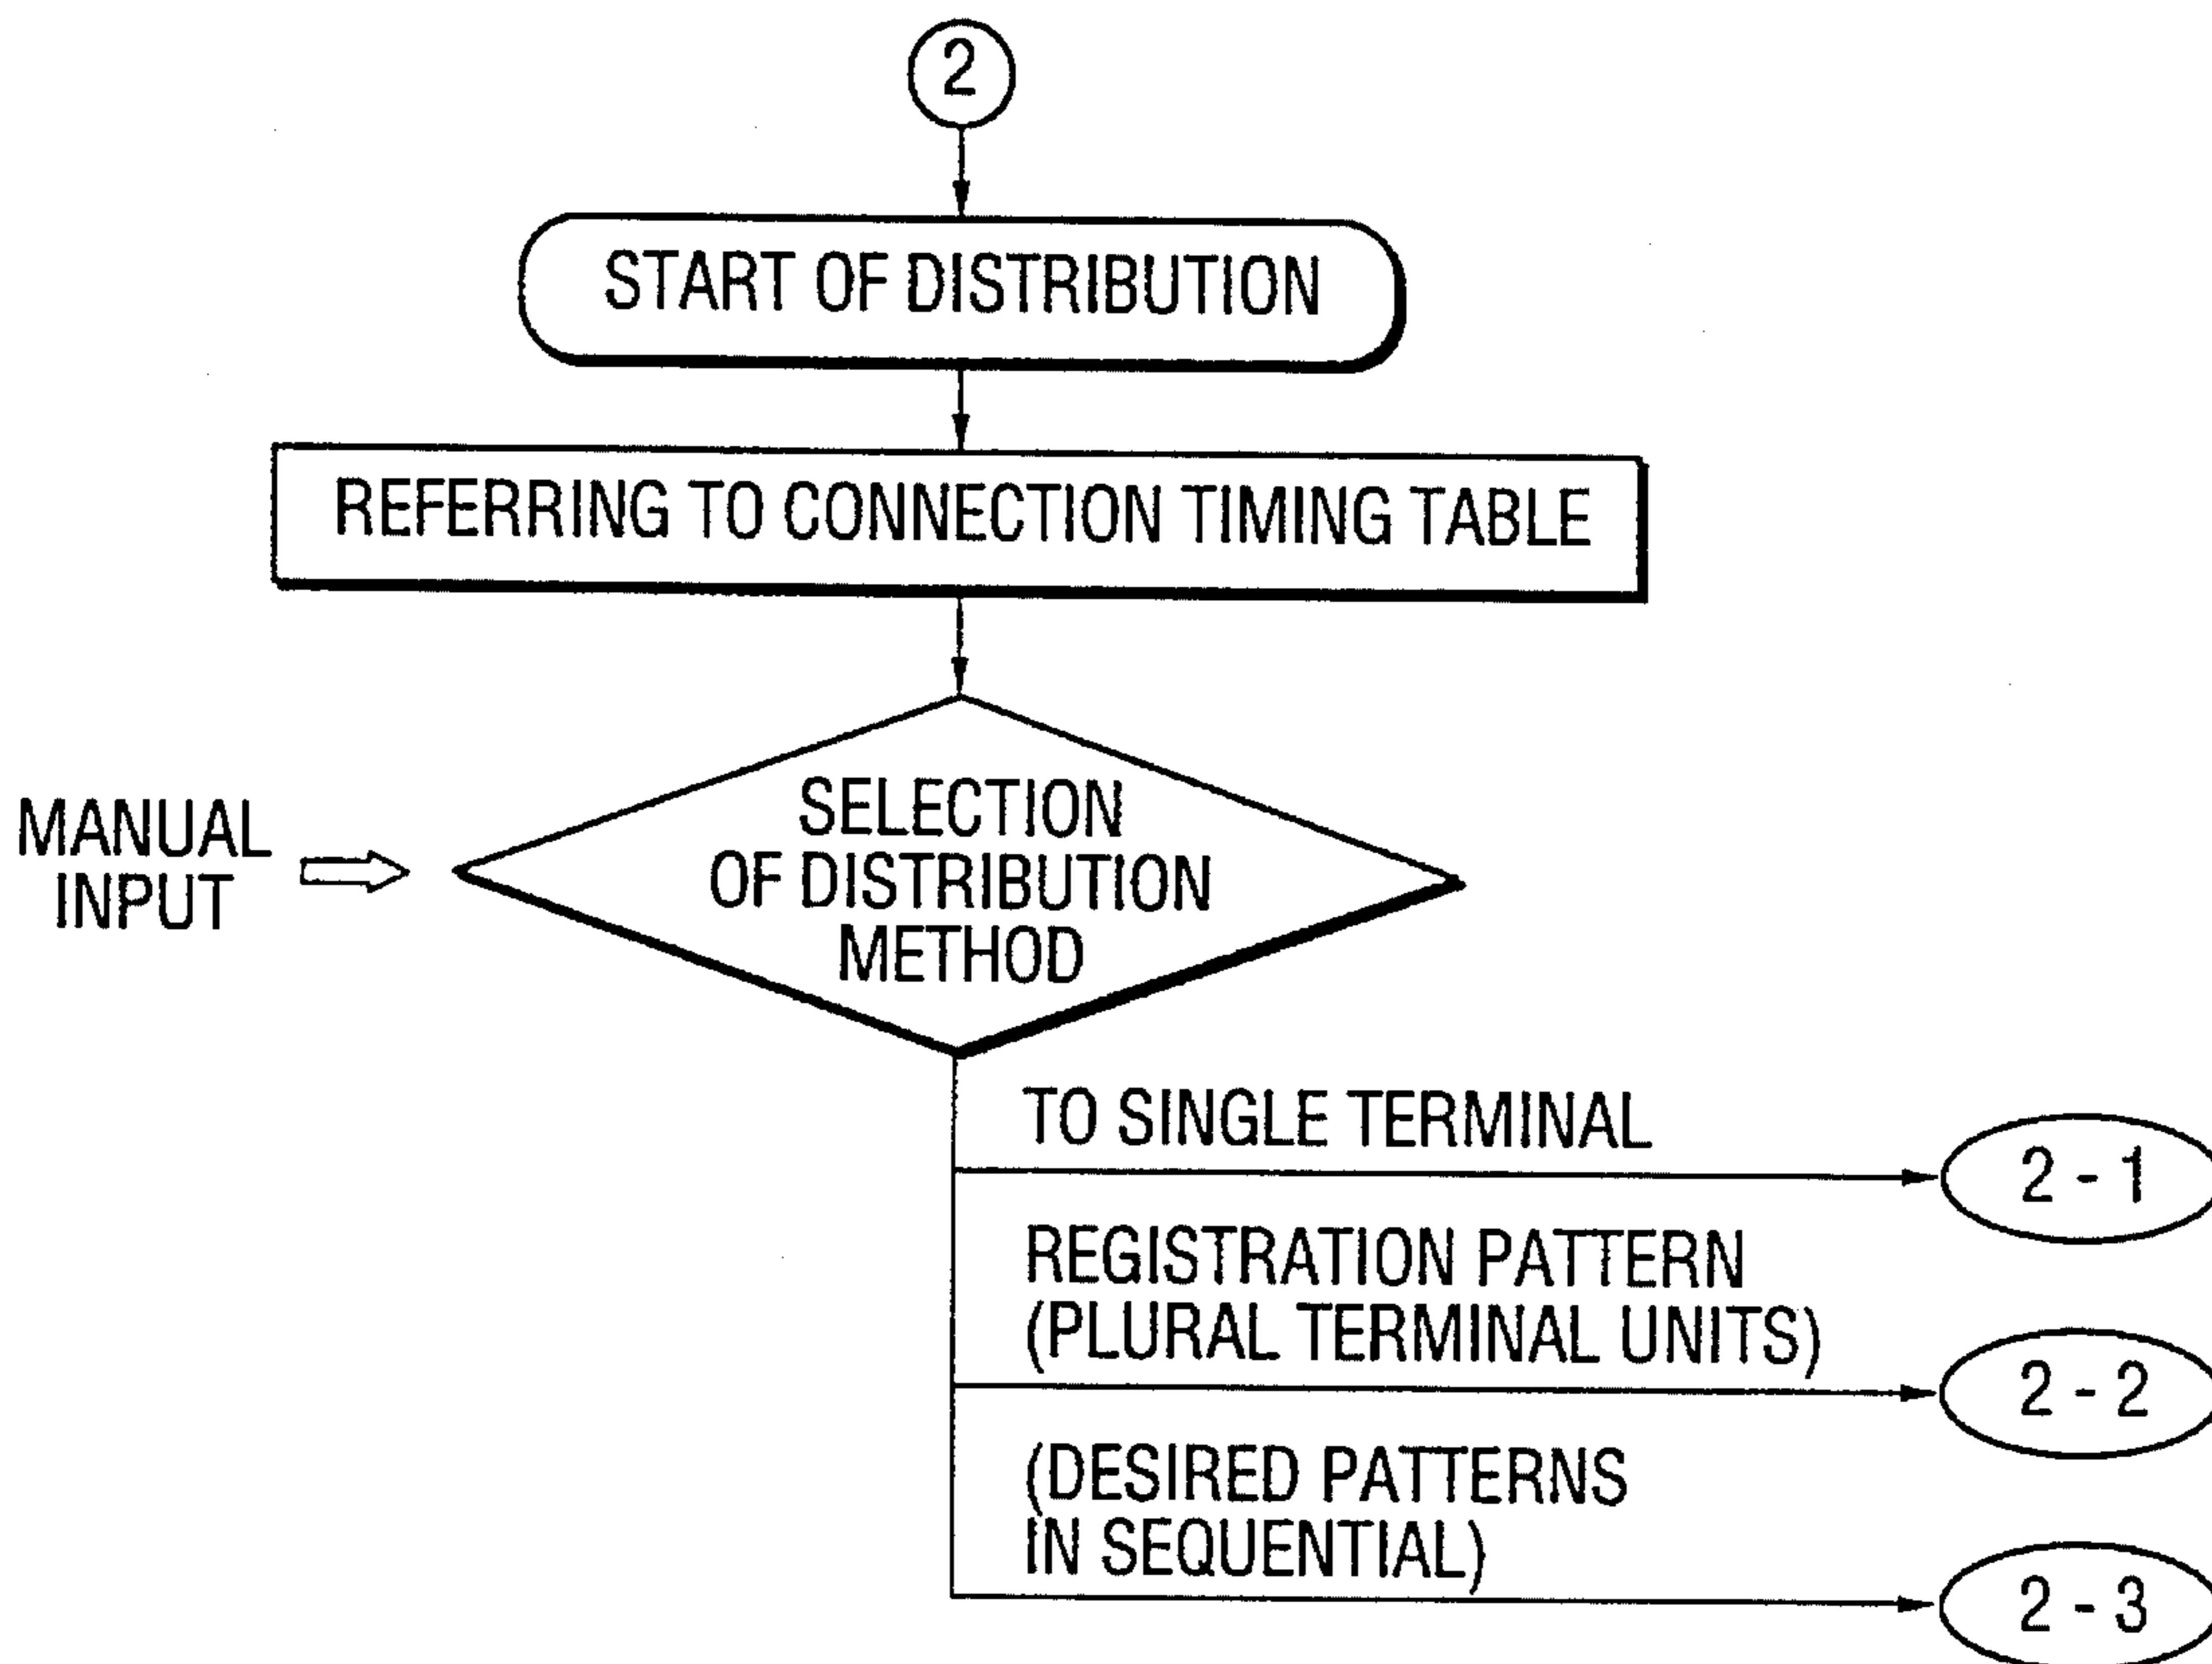 2
START OF DISTRIBUTION
REFERRING TO CONNECTION TIMING TABLE
MANUAL
INPUT
SELECTION
OF DISTRIBUTION
METHOD
TO SINGLE TERMINAL
2 - 1
REGISTRATION PATTERN
(PLURAL TERMINAL UNITS)
2 - 2
(DESIRED PATTERNS
IN SEQUENTIAL)
2 - 3